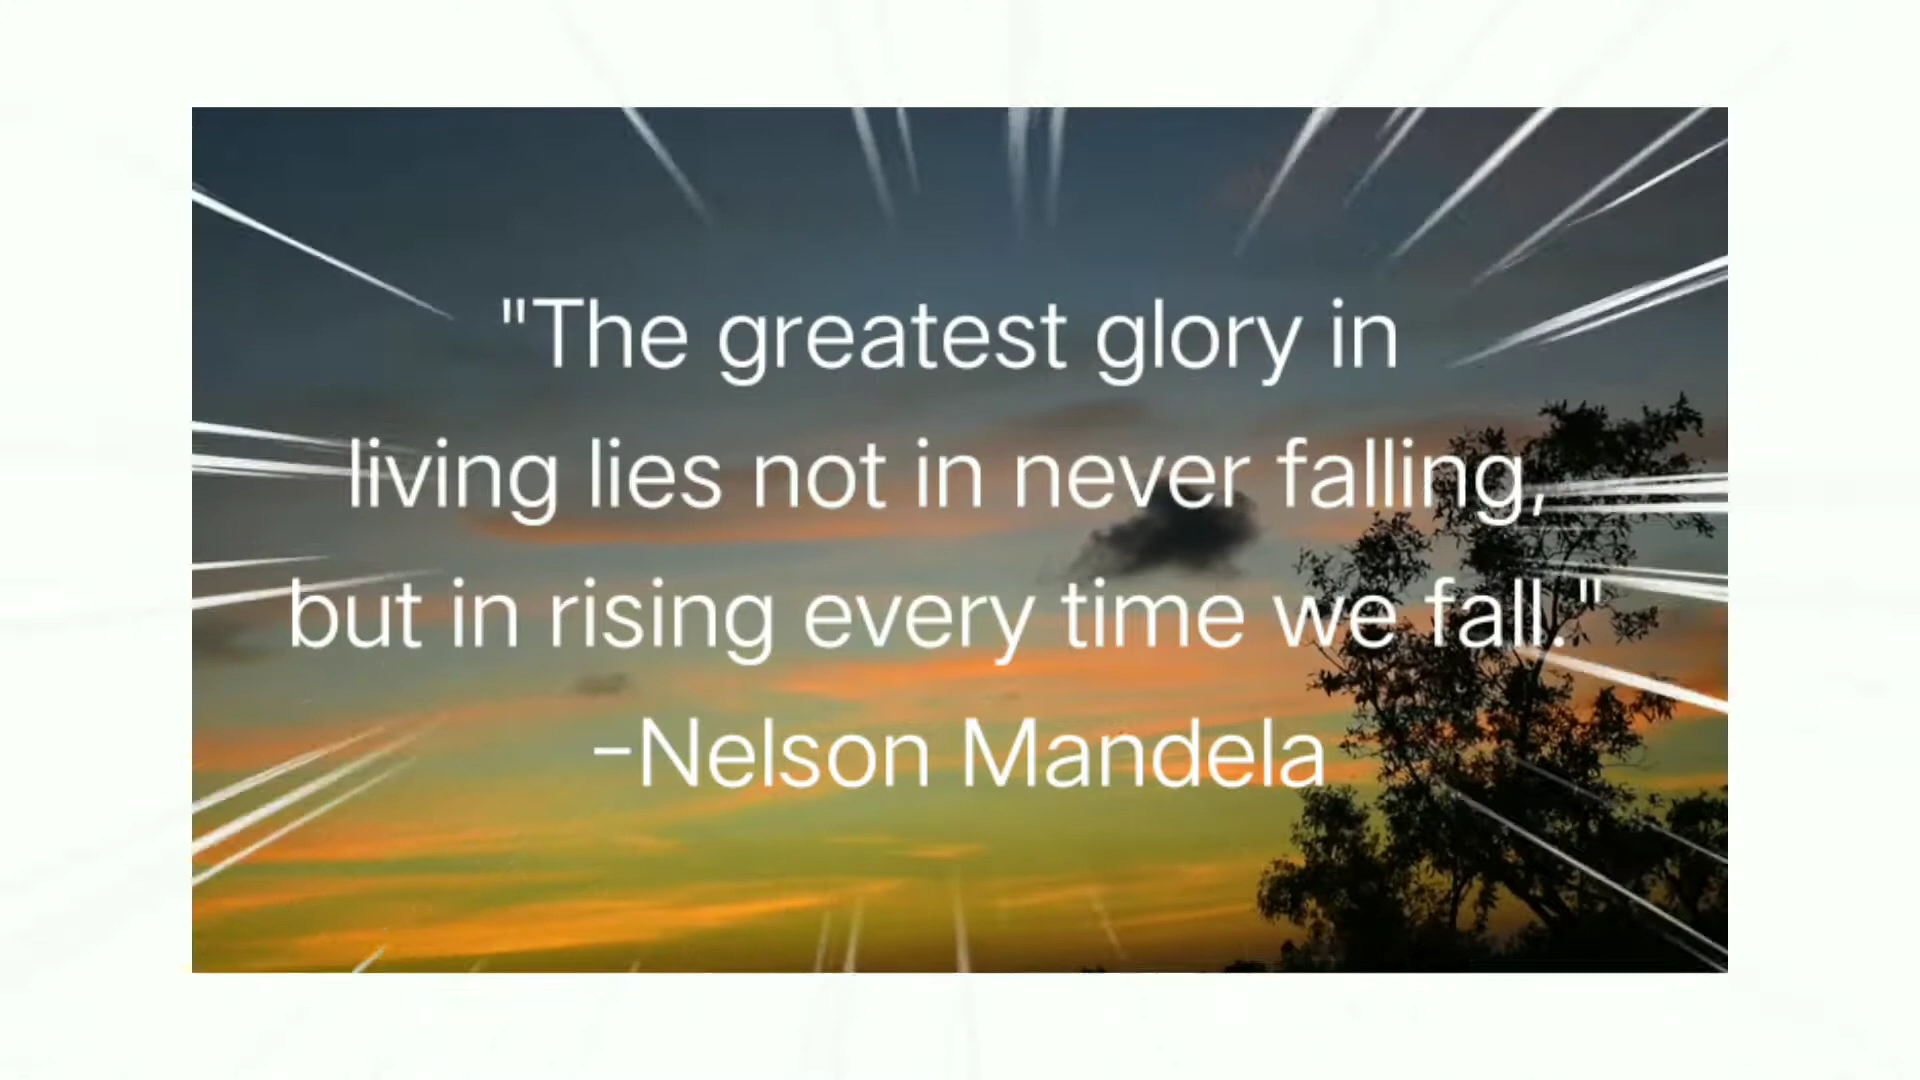 "The greatest glory in
living lies not in never falling,
but in rising every time we fall."
–Nelson Mandela